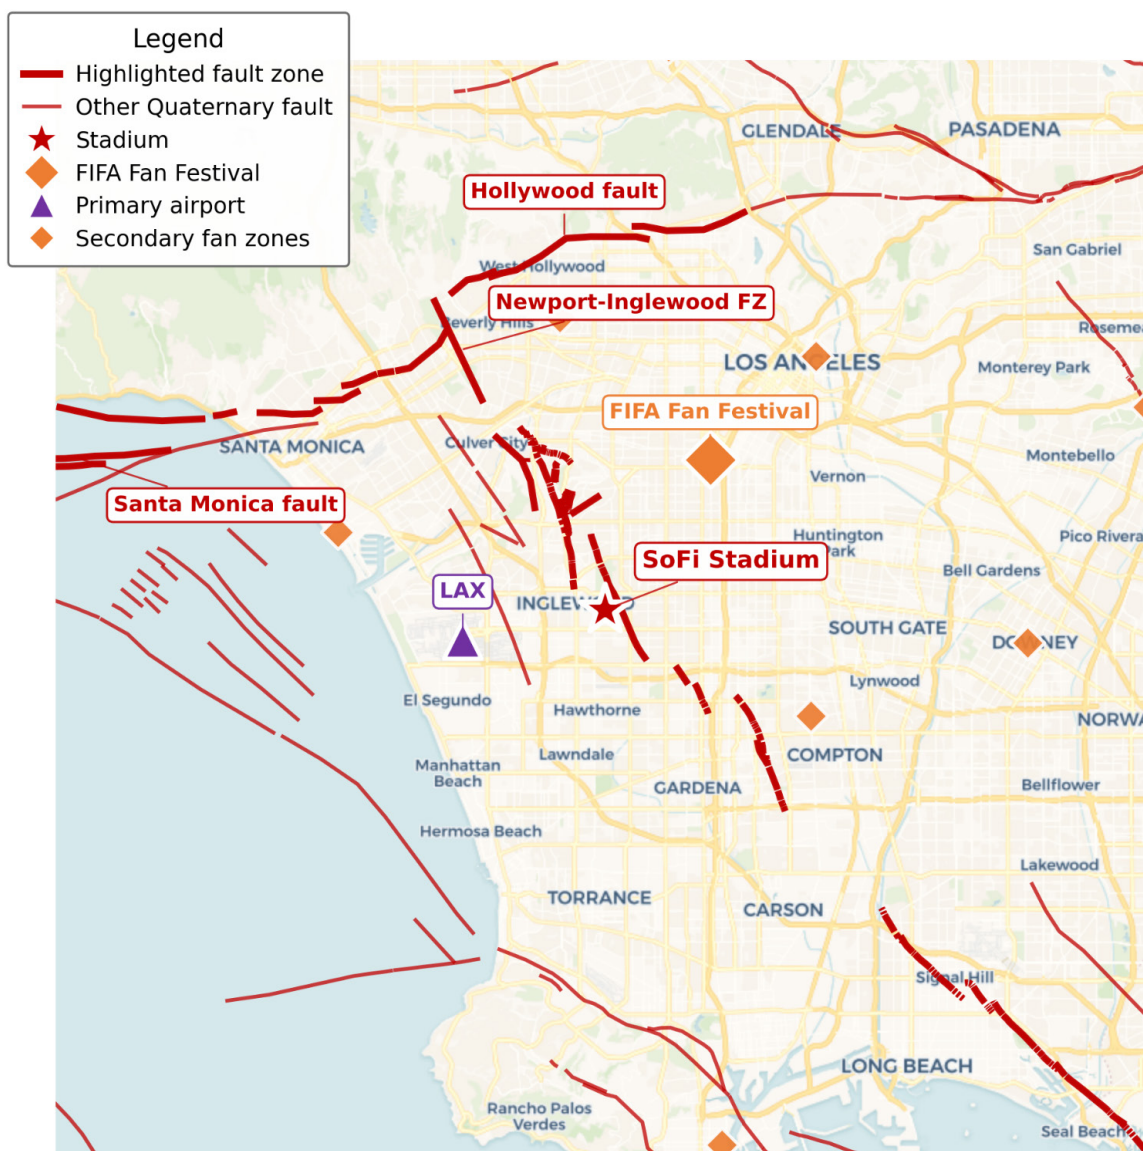 Legend
Highlighted fault zone
Other Quaternary fault
Stadium
FIFA Fan Festival
Primary airport
Secondary fan zones
GLENDALE
PASADENA
Hollywood fault
San Gabriel
West Hollywood
Newport-Inglewood FZ
Beverly Hills
Rosemea
LOS ANGELES
Monterey Park
FIFA Fan Festival
SANTA MONICA
Culver City
Montebello
Vernon
Santa Monica fault
Huntington
Park
Pico Rivera
SoFi Stadium
Bell Gardens
LAX
INGLEWOOD
SOUTH GATE
DOWNEY
Lynwood
El Segundo
Hawthorne
NORWA
Lawndale
COMPTON
Manhattan
Beach
GARDENA
Bellflower
Hermosa Beach
Lakewood
TORRANCE
CARSON
Signal Hill
LONG BEACH
Rancho Palos
Verdes
Seal Beach